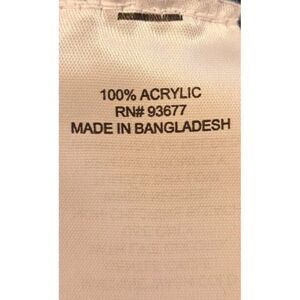 100% ACRYLIC
RN# 93677
MADE IN BANGLADESH